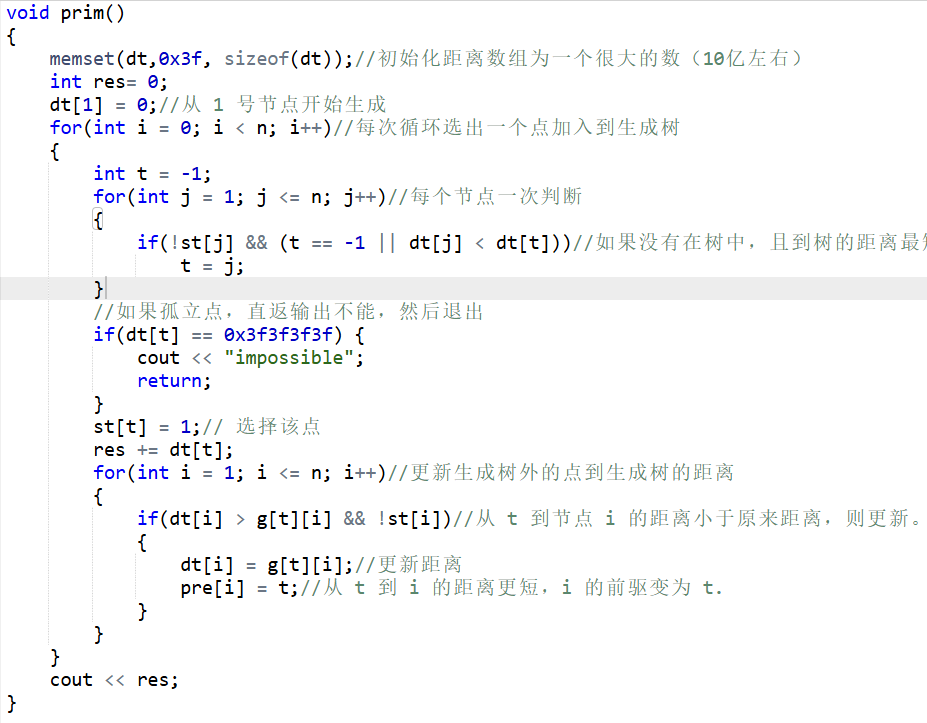 void prim()
{
    memset(dt,0x3f, sizeof(dt));//初始化距离数组为一个很大的数（10亿左右）
    int res= 0;
    dt[1] = 0;//从 1 号节点开始生成
    for(int i = 0; i < n; i++)//每次循环选出一个点加入到生成树
    {
        int t = -1;
        for(int j = 1; j <= n; j++)//每个节点一次判断
        {
            if(!st[j] && (t == -1 || dt[j] < dt[t]))//如果没有在树中，且到树的距离最短
                t = j;
        }
        //如果孤立点，直返输出不能，然后退出
        if(dt[t] == 0x3f3f3f3f) {
            cout << "impossible";
            return;
        }
        st[t] = 1;// 选择该点
        res += dt[t];
        for(int i = 1; i <= n; i++)//更新生成树外的点到生成树的距离
        {
            if(dt[i] > g[t][i] && !st[i])//从 t 到节点 i 的距离小于原来距离，则更新。
            {
                dt[i] = g[t][i];//更新距离
                pre[i] = t;//从 t 到 i 的距离更短，i 的前驱变为 t.
            }
        }
    }
    cout << res;
}